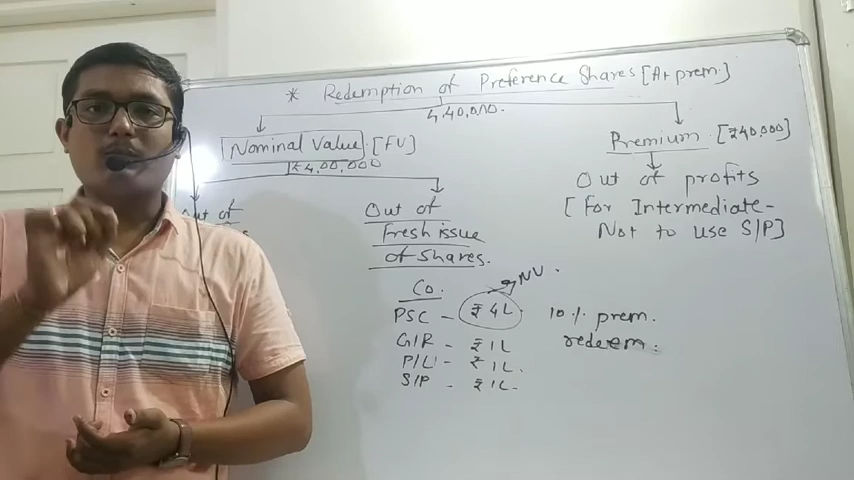 * Redemption of Preference Shares [At prem.]
4,40,000.
Nominal Value. [FV]
₹4,00,000
Premium. [₹40,000]
Out of profits
[For Intermediate-
Not to use S/P]
out of
Out of
Fresh issue
of shares.
Co.
NV.
PSC - ₹4L.
10% prem.
redeem.
G/R - ₹1L
P/L - ₹1L.
S/P - ₹1L-